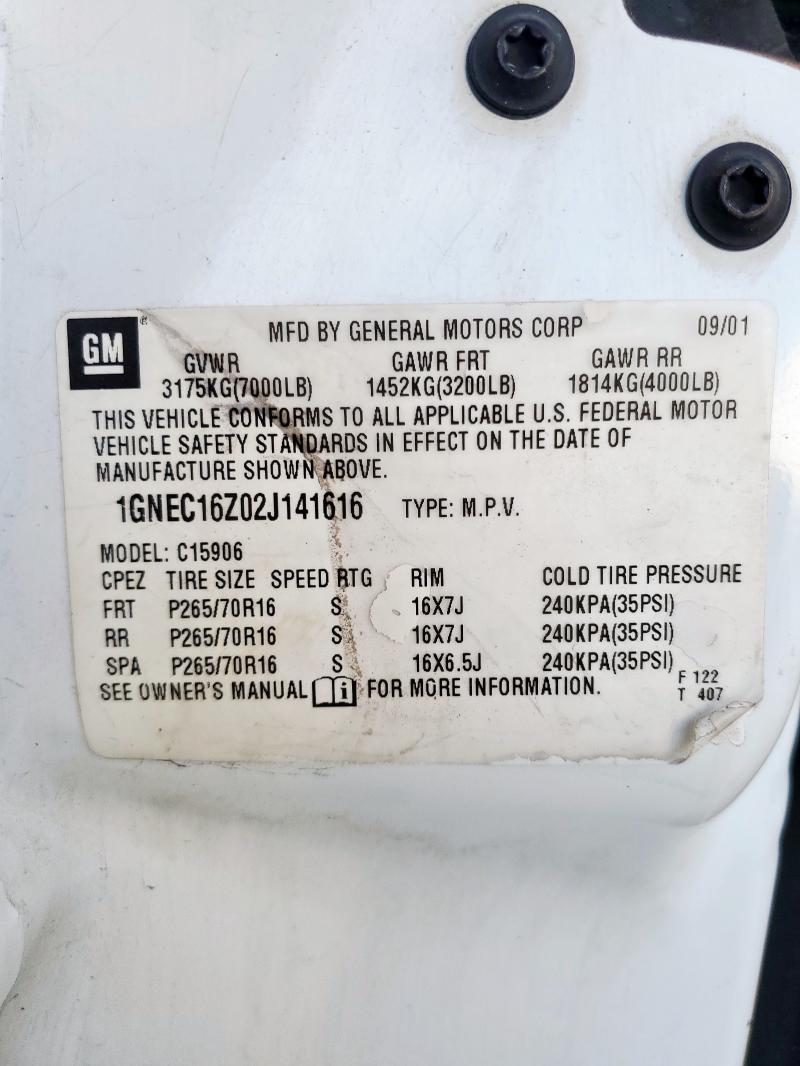 GM®
MFD BY GENERAL MOTORS CORP 09/01
GVWR GAWR FRT GAWR RR
3175KG(7000LB) 1452KG(3200LB) 1814KG(4000LB)
THIS VEHICLE CONFORMS TO ALL APPLICABLE U.S. FEDERAL MOTOR
VEHICLE SAFETY STANDARDS IN EFFECT ON THE DATE OF
MANUFACTURE SHOWN ABOVE.
1GNEC16Z02J141616 TYPE: M.P.V.
MODEL: C15906
CPEZ TIRE SIZE SPEED RTG RIM COLD TIRE PRESSURE
FRT P265/70R16 S 16X7J 240KPA(35PSI)
RR P265/70R16 S 16X7J 240KPA(35PSI)
SPA P265/70R16 S 16X6.5J 240KPA(35PSI)
SEE OWNER'S MANUAL i FOR MORE INFORMATION.
F 122
T 407